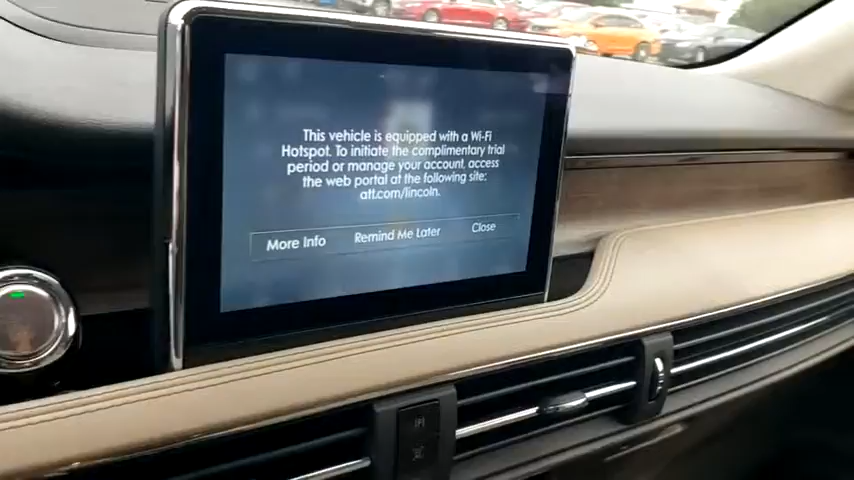 This vehicle is equipped with a Wi-Fi
Hotspot. To initiate the complimentary trial
period or manage your account, access
the web portal at the following site:
att.com/lincoln.
More Info Remind Me Later Close